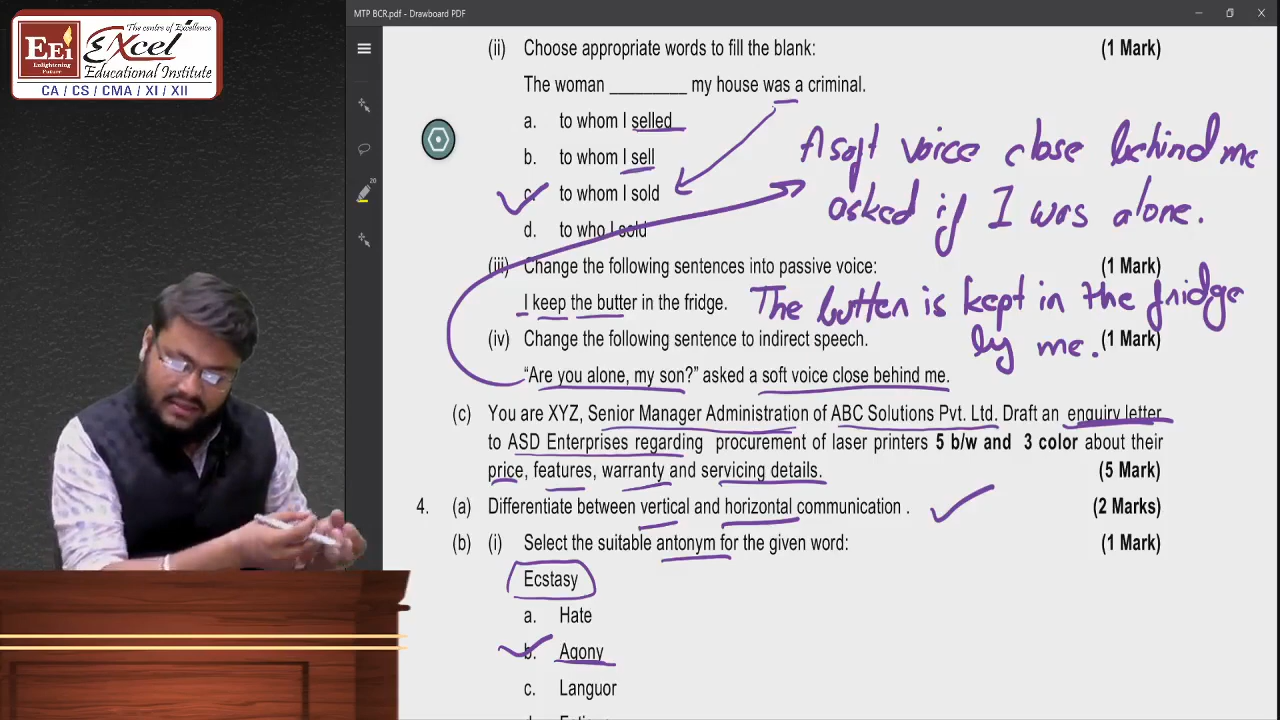 MTP BCR.pdf - Drawboard PDF
EEi
Enlightening Future
The centre of Excellence
eXcel
Educational Institute
CA / CS / CMA / XI / XII
20
(ii) Choose appropriate words to fill the blank: (1 Mark)
The woman _________ my house was a criminal.
a. to whom I selled
b. to whom I sell
c. to whom I sold
d. to who I sold
A soft voice close behind me
asked if I was alone.
(iii) Change the following sentences into passive voice: (1 Mark)
I keep the butter in the fridge.
The butter is kept in the fridge
by me.
(iv) Change the following sentence to indirect speech. (1 Mark)
“Are you alone, my son?” asked a soft voice close behind me.
(c) You are XYZ, Senior Manager Administration of ABC Solutions Pvt. Ltd. Draft an enquiry letter
to ASD Enterprises regarding procurement of laser printers 5 b/w and 3 color about their
price, features, warranty and servicing details. (5 Mark)
4. (a) Differentiate between vertical and horizontal communication . (2 Marks)
(b) (i) Select the suitable antonym for the given word: (1 Mark)
Ecstasy
a. Hate
b. Agony
c. Languor